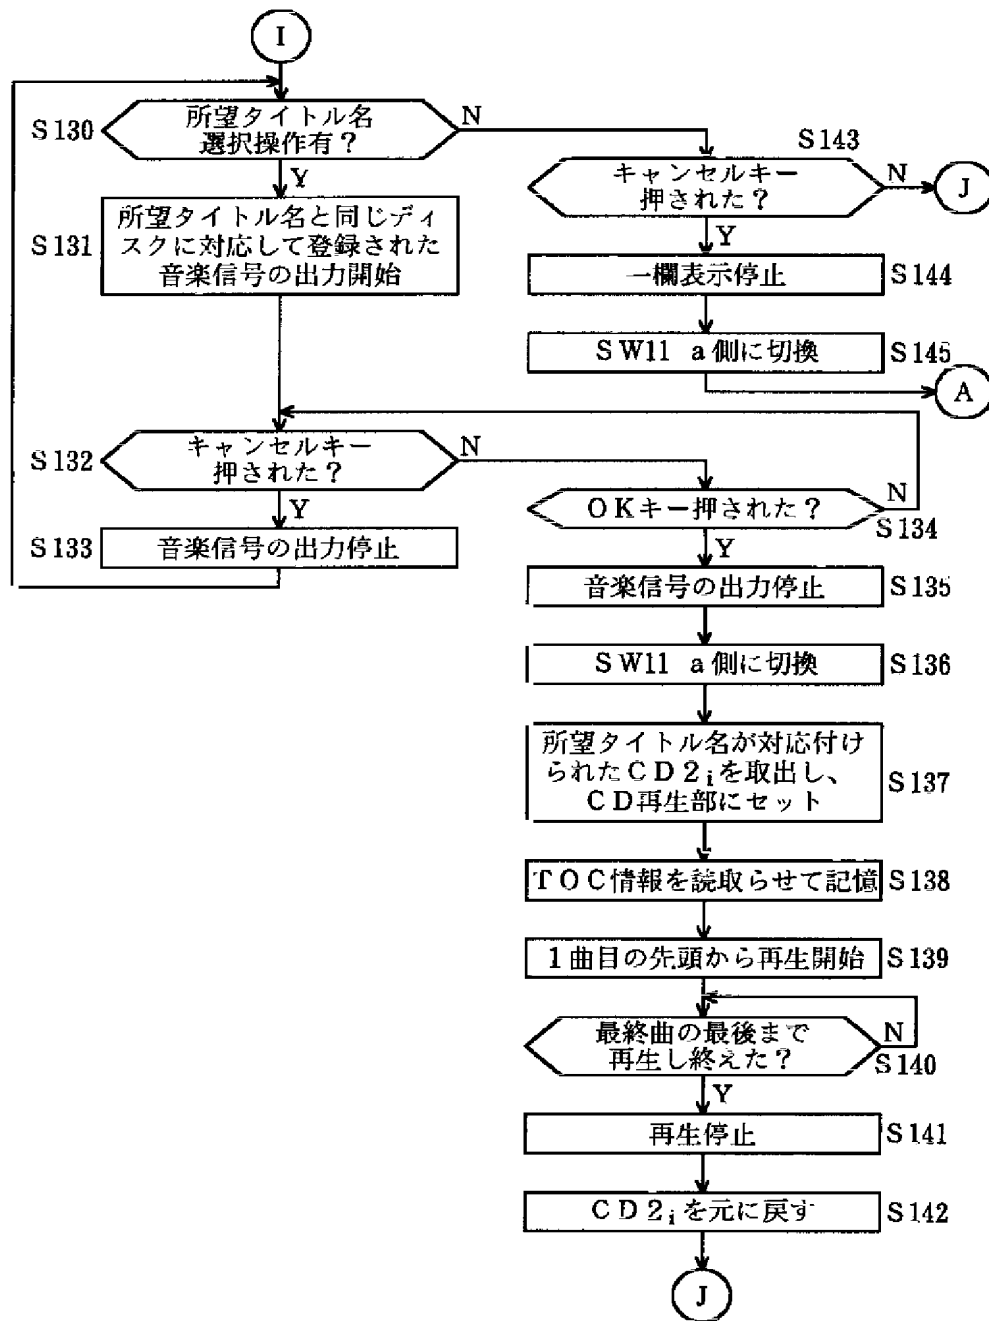 I
S130
所望タイトル名
選択操作有？
N
Y
S143
キャンセルキー
押された？
N
J
Y
S131
所望タイトル名と同じディ
スクに対応して登録された
音楽信号の出力開始
一欄表示停止
S144
SW11 a側に切換
S145
A
S132
キャンセルキー
押された？
N
Y
S133
音楽信号の出力停止
OKキー押された？
N
S134
Y
音楽信号の出力停止
S135
SW11 a側に切換
S136
所望タイトル名が対応付け
られたCD2iを取出し、
CD再生部にセット
S137
TOC情報を読取らせて記憶
S138
1曲目の先頭から再生開始
S139
最終曲の最後まで
再生し終えた？
N
S140
Y
再生停止
S141
CD2iを元に戻す
S142
J